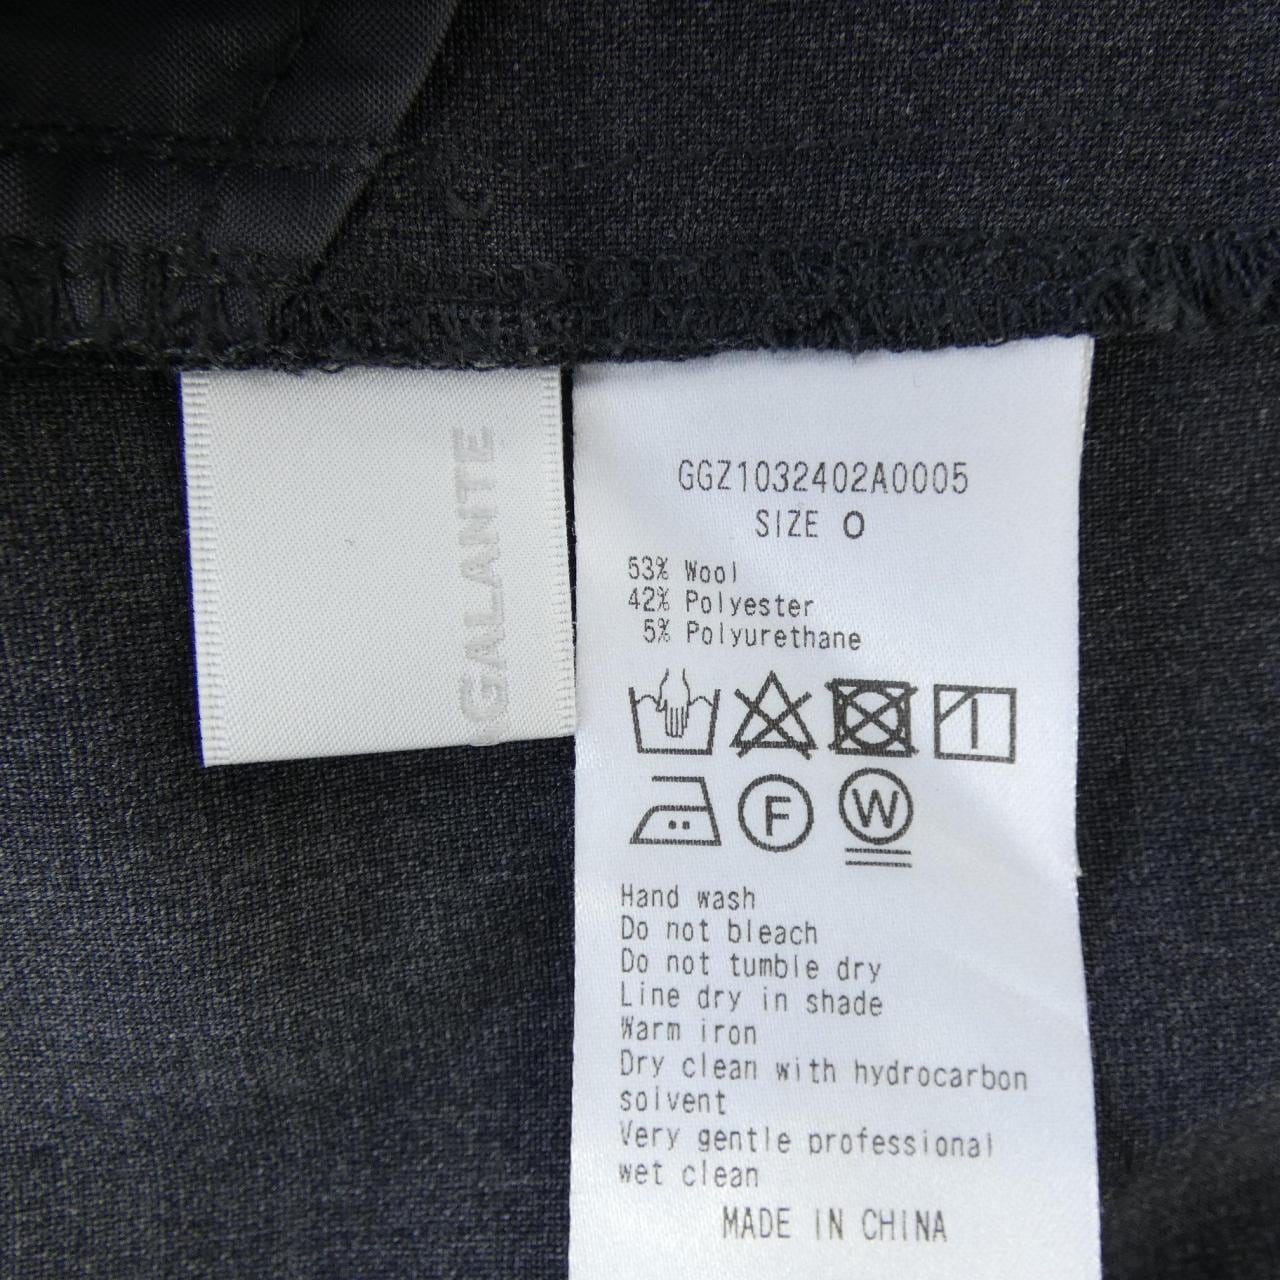 GALANTE
GGZ1032402A0005
SIZE 0
53% Wool
42% Polyester
5% Polyurethane
F
W
Hand wash
Do not bleach
Do not tumble dry
Line dry in shade
Warm iron
Dry clean with hydrocarbon
solvent
Very gentle professional
wet clean
MADE IN CHINA